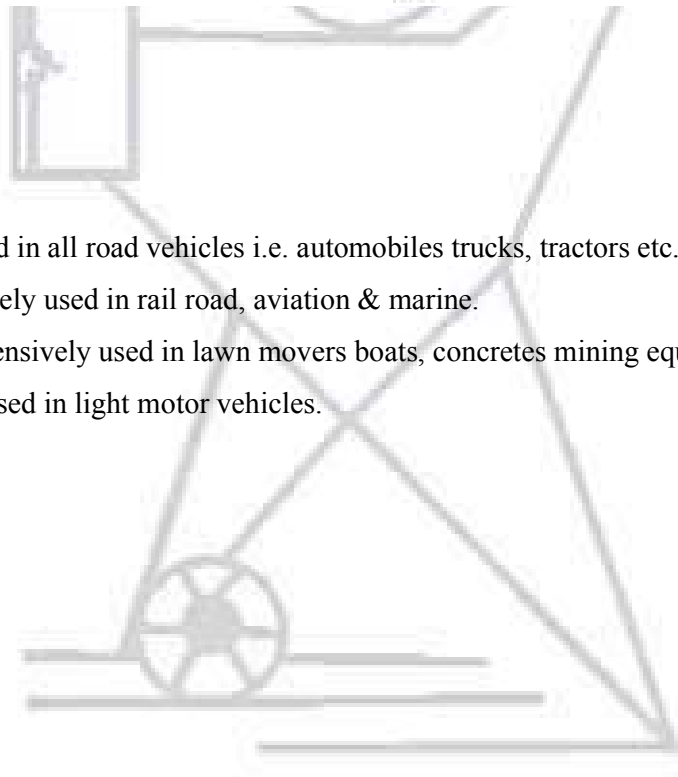 d in all road vehicles i.e. automobiles trucks, tractors etc.
ely used in rail road, aviation & marine.
ensively used in lawn movers boats, concretes mining equ
sed in light motor vehicles.